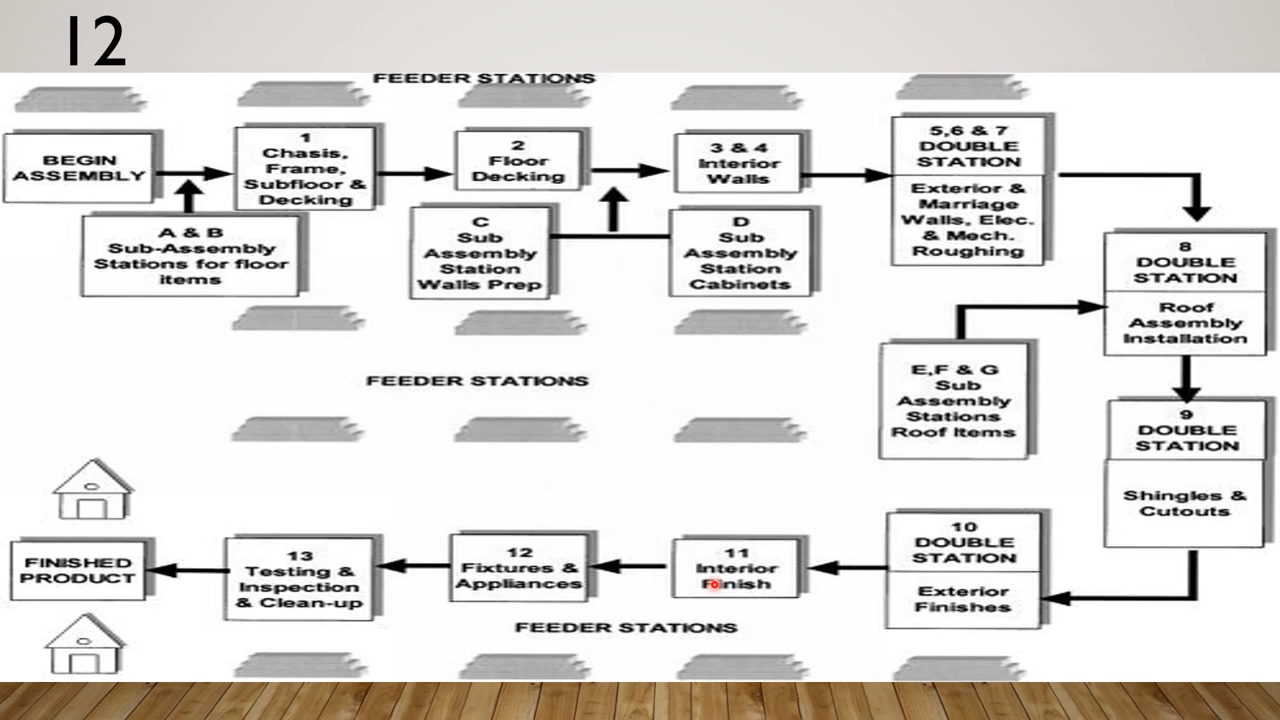 12
FEEDER STATIONS
BEGIN
ASSEMBLY
1
Chasis,
Frame,
Subfloor &
Decking
2
Floor
Decking
3 & 4
Interior
Walls
5,6 & 7
DOUBLE
STATION
Exterior &
Marriage
Walls, Elec.
& Mech.
Roughing
A & B
Sub-Assembly
Stations for floor
items
C
Sub
Assembly
Station
Walls Prep
D
Sub
Assembly
Station
Cabinets
8
DOUBLE
STATION
Roof
Assembly
Installation
E,F & G
Sub
Assembly
Stations
Roof Items
FEEDER STATIONS
9
DOUBLE
STATION
Shingles &
Cutouts
10
DOUBLE
STATION
Exterior
Finishes
11
Interior
Finish
12
Fixtures &
Appliances
13
Testing &
Inspection
& Clean-up
FINISHED
PRODUCT
FEEDER STATIONS